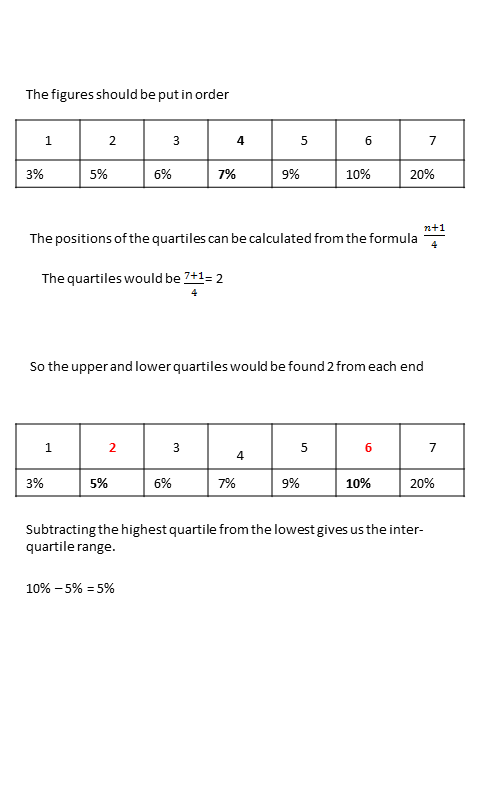 The figures should be put in order
1 2 3 4 5 6 7
3% 5% 6% 7% 9% 10% 20%
The positions of the quartiles can be calculated from the formula n+1/4
The quartiles would be 7+1/4 = 2
So the upper and lower quartiles would be found 2 from each end
1 2 3 4 5 6 7
3% 5% 6% 7% 9% 10% 20%
Subtracting the highest quartile from the lowest gives us the inter-
quartile range.
10% – 5% = 5%